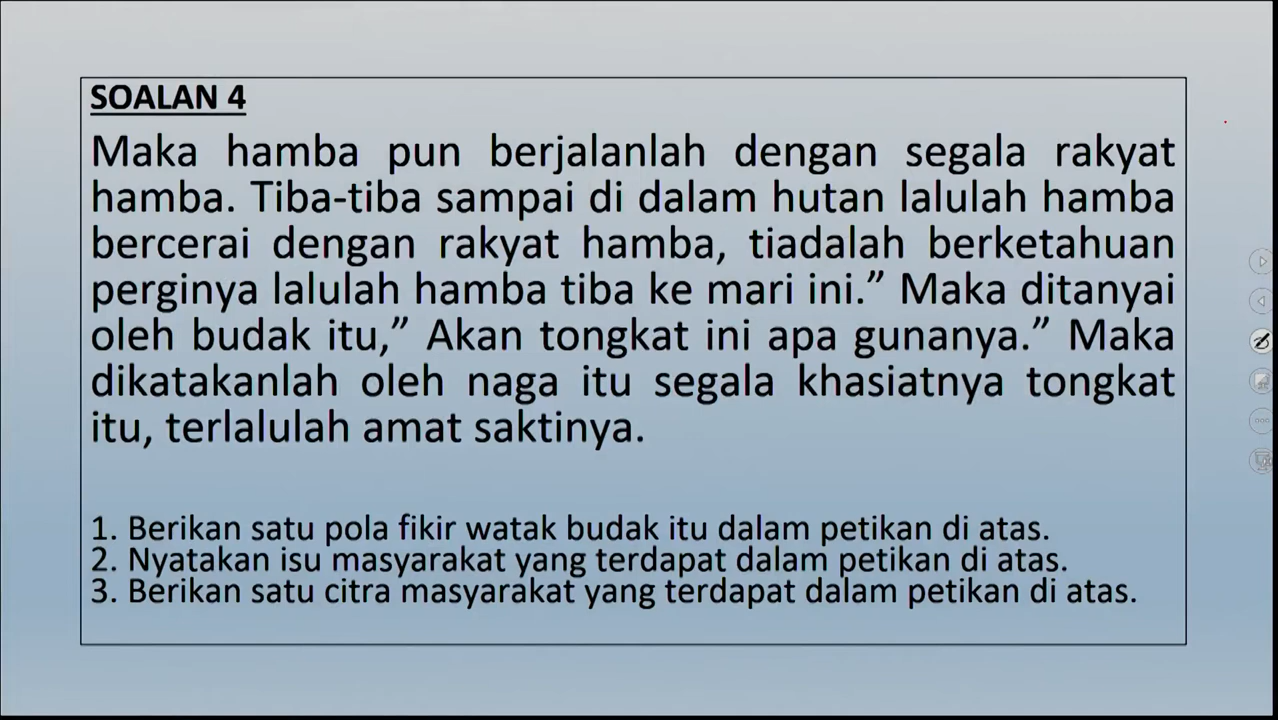 SOALAN 4
Maka hamba pun berjalanlah dengan segala rakyat
hamba. Tiba-tiba sampai di dalam hutan lalulah hamba
bercerai dengan rakyat hamba, tiadalah berketahuan
perginya lalulah hamba tiba ke mari ini.” Maka ditanyai
oleh budak itu,” Akan tongkat ini apa gunanya.” Maka
dikatakanlah oleh naga itu segala khasiatnya tongkat
itu, terlalulah amat saktinya.
1. Berikan satu pola fikir watak budak itu dalam petikan di atas.
2. Nyatakan isu masyarakat yang terdapat dalam petikan di atas.
3. Berikan satu citra masyarakat yang terdapat dalam petikan di atas.